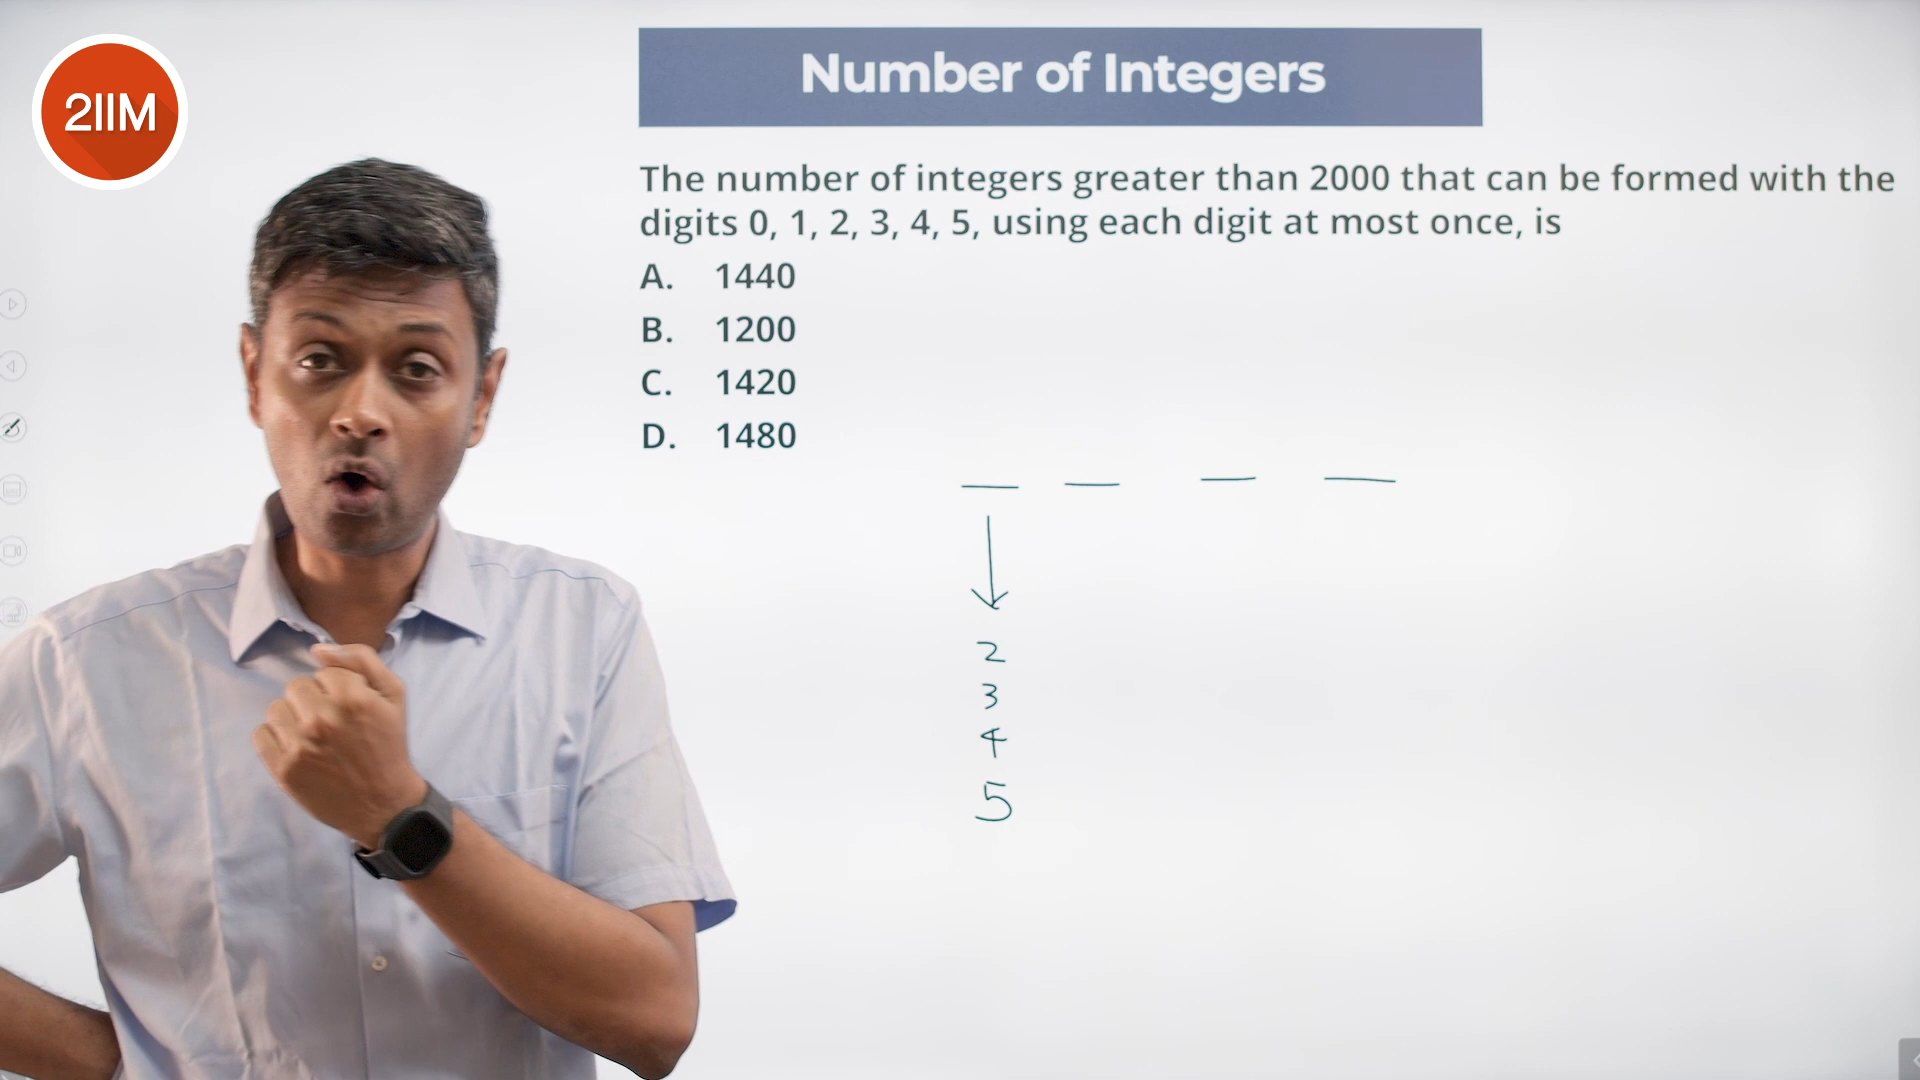 2IIM
Number of Integers
The number of integers greater than 2000 that can be formed with the
digits 0, 1, 2, 3, 4, 5, using each digit at most once, is
A. 1440
B. 1200
C. 1420
D. 1480
2
3
4
5